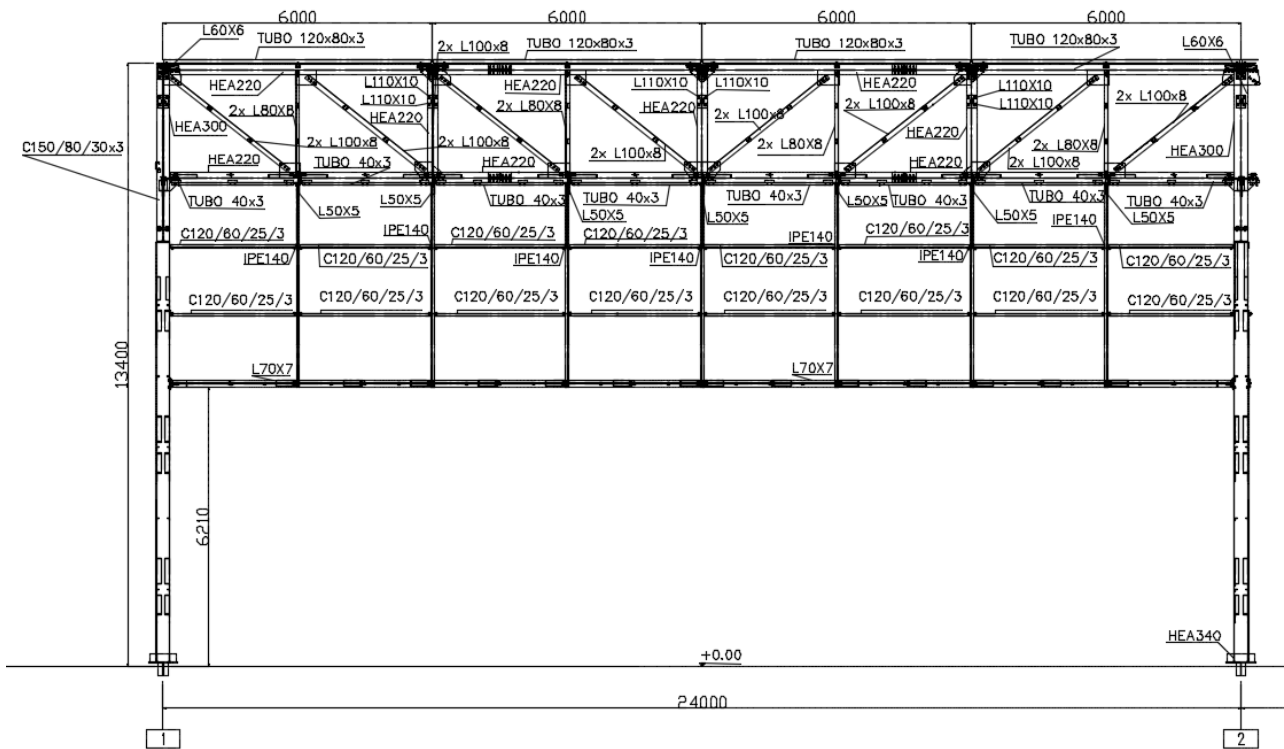 6000 6000 6000 6000
L60X6 TUBO 120x80x3 2x L100x8 TUBO 120x80x3 TUBO 120x80x3 TUBO 120x80x3 L60X6
HEA220 L110X10 HEA220 L110X10 L110X10 HEA220 L110X10 HEA220
L110X10 L110X10
HEA300 2x L80X8 HEA220 2x L80X8 HEA220 2x L100x8 2x L100x8 HEA220 2x L80X8 2x L100x8 HEA300
C150/80/30x3 2x L100x8 2x L100x8 2x L100x8 2x L80X8 2x L100x8
HEA220 TUBO 40x3 HEA220 HEA220
TUBO 40x3 L50X5 L50X5 TUBO 40x3 TUBO 40x3 L50X5 L50X5 TUBO 40x3 L50X5 TUBO 40x3 L50X5 TUBO 40x3 TUBO 40x3 L50X5
C120/60/25/3 IPE140 C120/60/25/3 C120/60/25/3 IPE140 C120/60/25/3 IPE140
IPE140 C120/60/25/3 IPE140 IPE140 C120/60/25/3 IPE140 C120/60/25/3 C120/60/25/3
C120/60/25/3 C120/60/25/3 C120/60/25/3 C120/60/25/3 C120/60/25/3 C120/60/25/3 C120/60/25/3 C120/60/25/3
13400
L70X7 L70X7
6210
HEA340
+0.00
24000
1 2